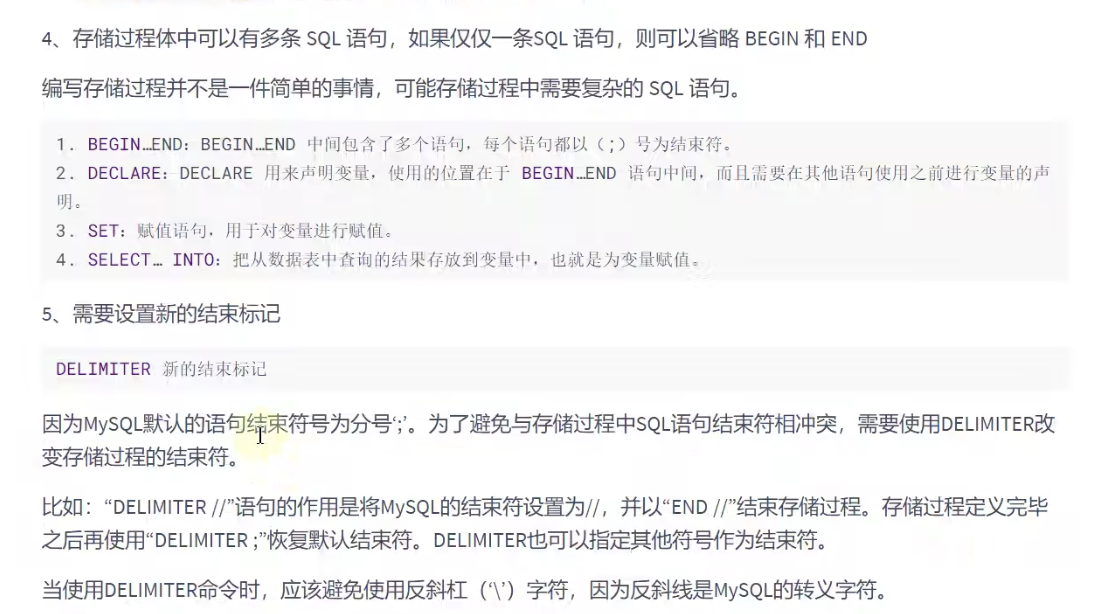 4、存储过程体中可以有多条 SQL 语句，如果仅仅一条SQL 语句，则可以省略 BEGIN 和 END
编写存储过程并不是一件简单的事情，可能存储过程中需要复杂的 SQL 语句。
1. BEGIN…END：BEGIN…END 中间包含了多个语句，每个语句都以（;）号为结束符。
2. DECLARE：DECLARE 用来声明变量，使用的位置在于 BEGIN…END 语句中间，而且需要在其他语句使用之前进行变量的声
明。
3. SET：赋值语句，用于对变量进行赋值。
4. SELECT… INTO：把从数据表中查询的结果存放到变量中，也就是为变量赋值。
5、需要设置新的结束标记
DELIMITER 新的结束标记
因为MySQL默认的语句结束符号为分号‘;’。为了避免与存储过程中SQL语句结束符相冲突，需要使用DELIMITER改
变存储过程的结束符。
比如：“DELIMITER //”语句的作用是将MySQL的结束符设置为//，并以“END //”结束存储过程。存储过程定义完毕
之后再使用“DELIMITER ;”恢复默认结束符。DELIMITER也可以指定其他符号作为结束符。
当使用DELIMITER命令时，应该避免使用反斜杠（‘\’）字符，因为反斜线是MySQL的转义字符。